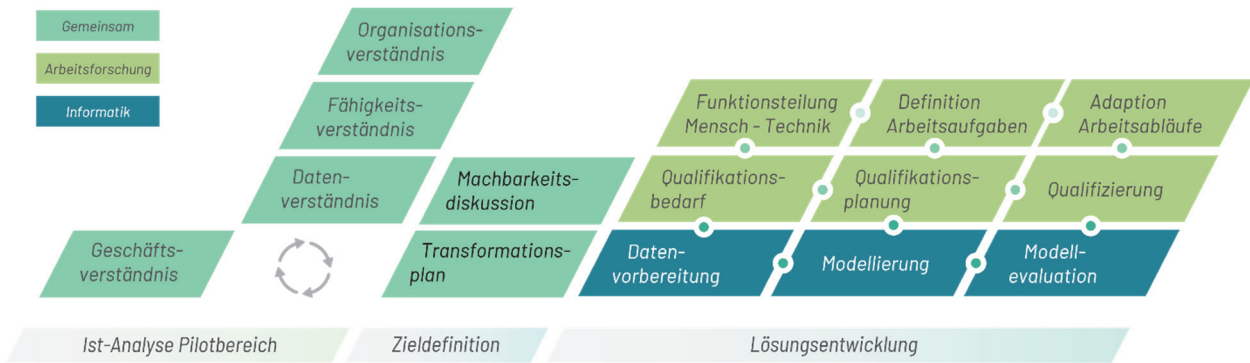 Gemeinsam
Arbeitsforschung
Informatik
Organisations-
verständnis
Fähigkeits-
verständnis
Daten-
verständnis
Geschäfts-
verständnis
Machbarkeits-
diskussion
Transformations-
plan
Funktionsteilung
Mensch - Technik
Definition
Arbeitsaufgaben
Adaption
Arbeitsabläufe
Qualifikations-
bedarf
Qualifikations-
planung
Qualifizierung
Daten-
vorbereitung
Modellierung
Modell-
evaluation
Ist-Analyse Pilotbereich
Zieldefinition
Lösungsentwicklung